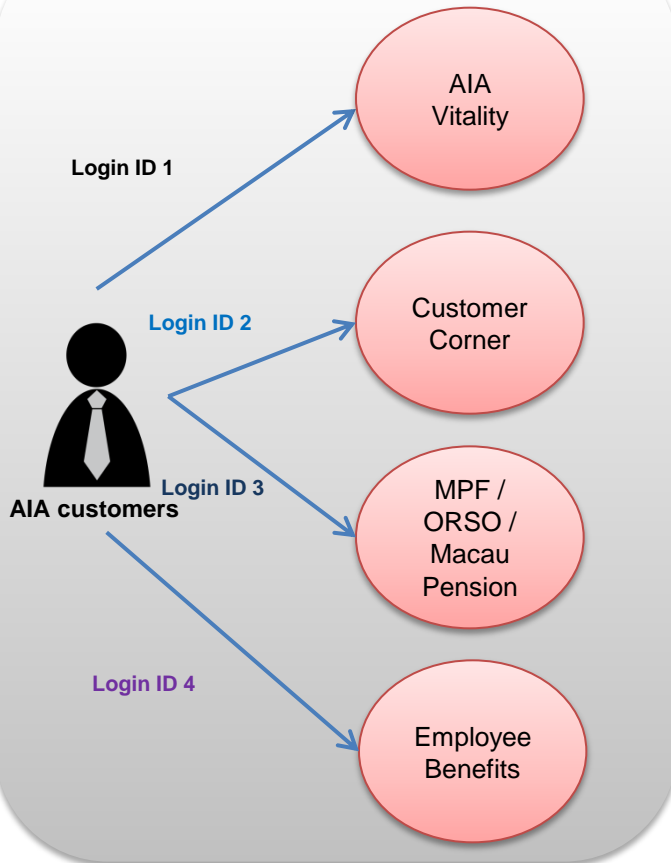 AIA
Vitality
Login ID 1
Login ID 2
Customer
Corner
AIA customers
Login ID 3
MPF /
ORSO /
Macau
Pension
Login ID 4
Employee
Benefits